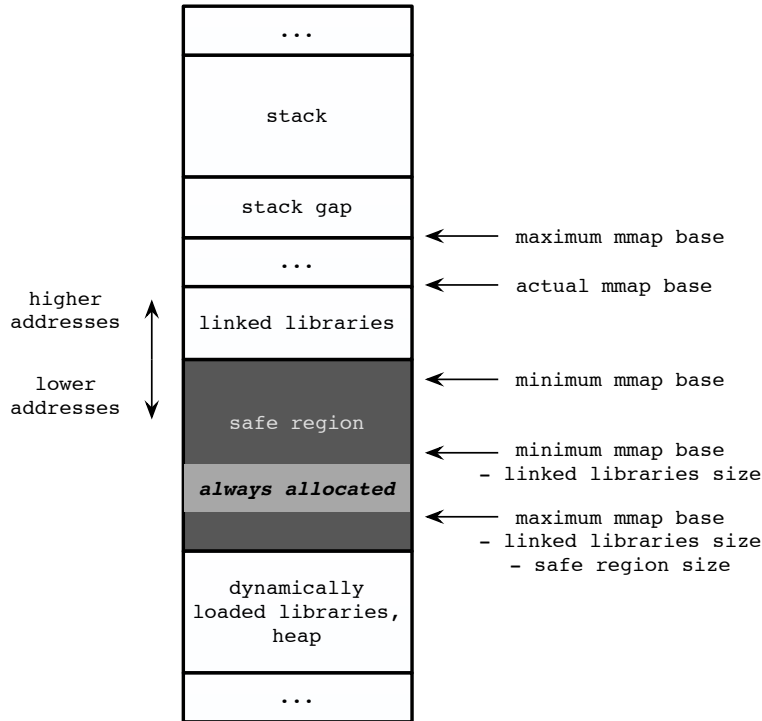 ...
stack
stack gap
maximum mmap base
...
actual mmap base
higher
addresses
linked libraries
lower
addresses
minimum mmap base
safe region
minimum mmap base
- linked libraries size
always allocated
maximum mmap base
- linked libraries size
- safe region size
dynamically
loaded libraries,
heap
...